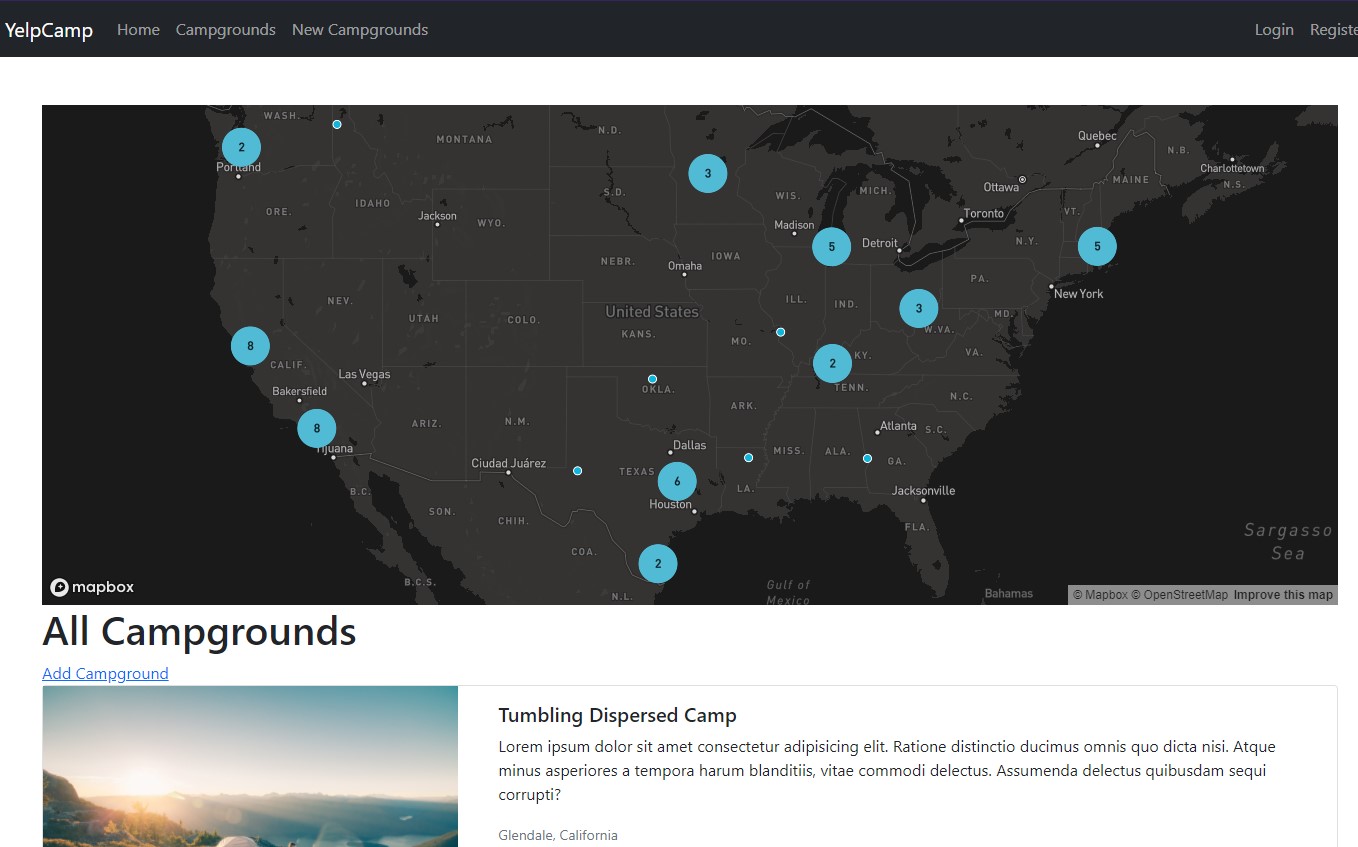 YelpCamp Home Campgrounds New Campgrounds Login Registe
WASH.
MONTANA
N.D.
Quebec
2
Portland
3
N.B.
Charlottetown
N.S.
MAINE
Ottawa
S.D.
WIS.
MICH.
IDAHO
ORE.
Jackson
WYO.
Madison
Toronto
VT.
5
Detroit
N.Y.
5
NEBR.
Omaha
IOWA
PA.
New York
NEV.
UTAH
COLO.
United States
KANS.
ILL.
IND.
3
MD.
W.VA.
MO.
8
CALIF.
2
KY.
VA.
Las Vegas
Bakersfield
OKLA.
TENN.
ARK.
N.C.
8
Tijuana
ARIZ.
N.M.
Atlanta
S.C.
Dallas
MISS.
ALA.
GA.
Ciudad Juárez
TEXAS
6
LA.
Houston
Jacksonville
B.C.
SON.
CHIH.
FLA.
Sargasso
Sea
COA.
2
B.C.S.
N.L.
Gulf of
Mexico
Bahamas
mapbox
© Mapbox © OpenStreetMap Improve this map
All Campgrounds
Add Campground
Tumbling Dispersed Camp
Lorem ipsum dolor sit amet consectetur adipisicing elit. Ratione distinctio ducimus omnis quo dicta nisi. Atque
minus asperiores a tempora harum blanditiis, vitae commodi delectus. Assumenda delectus quibusdam sequi
corrupti?
Glendale, California